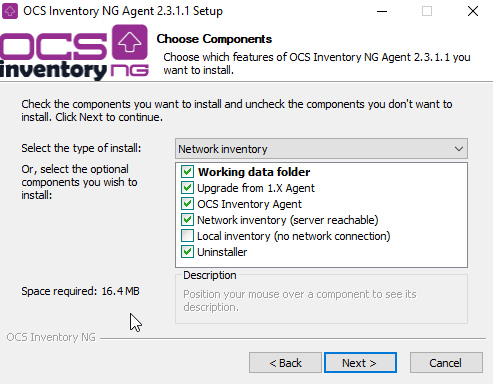 OCS Inventory NG Agent 2.3.1.1 Setup
OCS
inventory NG
Choose Components
Choose which features of OCS Inventory NG Agent 2.3.1.1 you
want to install.
Check the components you want to install and uncheck the components you don't want to
install. Click Next to continue.
Select the type of install:
Network inventory
Or, select the optional
components you wish to
install:
Working data folder
Upgrade from 1.X Agent
OCS Inventory Agent
Network inventory (server reachable)
Local inventory (no network connection)
Uninstaller
Space required: 16.4 MB
Description
Position your mouse over a component to see its
description.
OCS Inventory NG
< Back
Next >
Cancel